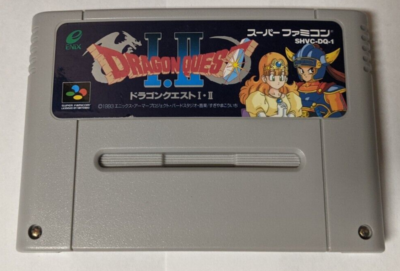 ENIX
スーパーファミコン
SHVC-DQ-1
DRAGON QUEST
I・II
ドラゴンクエストI・II